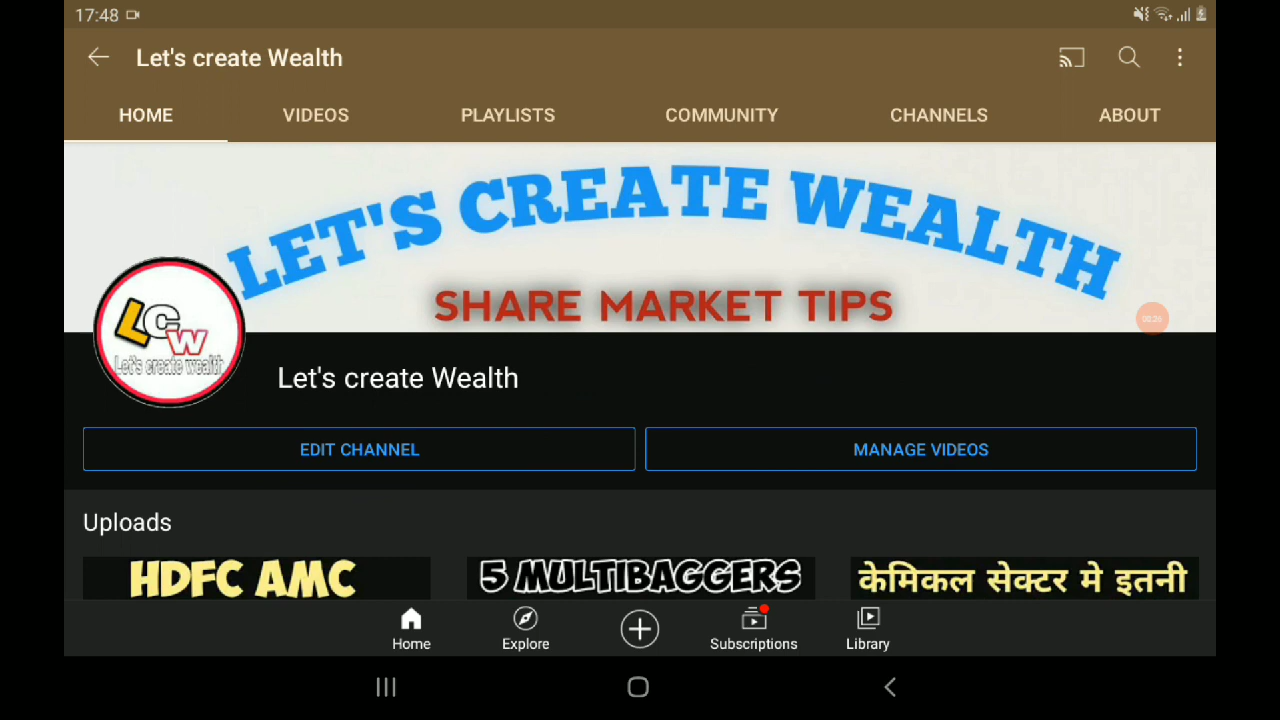 17:48
Let's create Wealth
HOME VIDEOS PLAYLISTS COMMUNITY CHANNELS ABOUT
LET'S CREATE WEALTH
SHARE MARKET TIPS
LCW
Let's create wealth
00:26
Let's create Wealth
EDIT CHANNEL MANAGE VIDEOS
Uploads
HDFC AMC 5 MULTIBAGGERS केमिकल सेक्टर मे इतनी
Home Explore Subscriptions Library